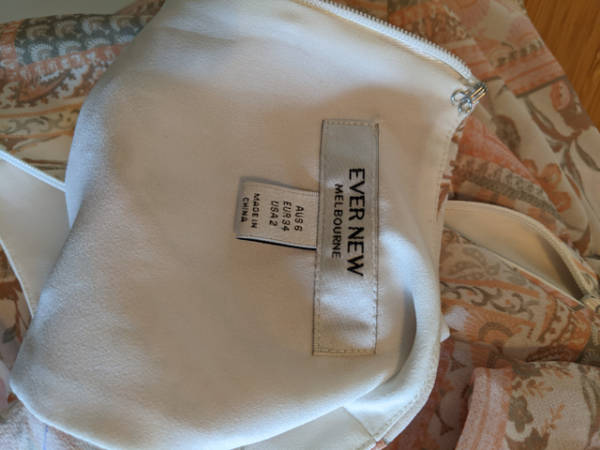 EVER NEW
MELBOURNE
AUS 6
EUR 34
USA 2
MADE IN
CHINA